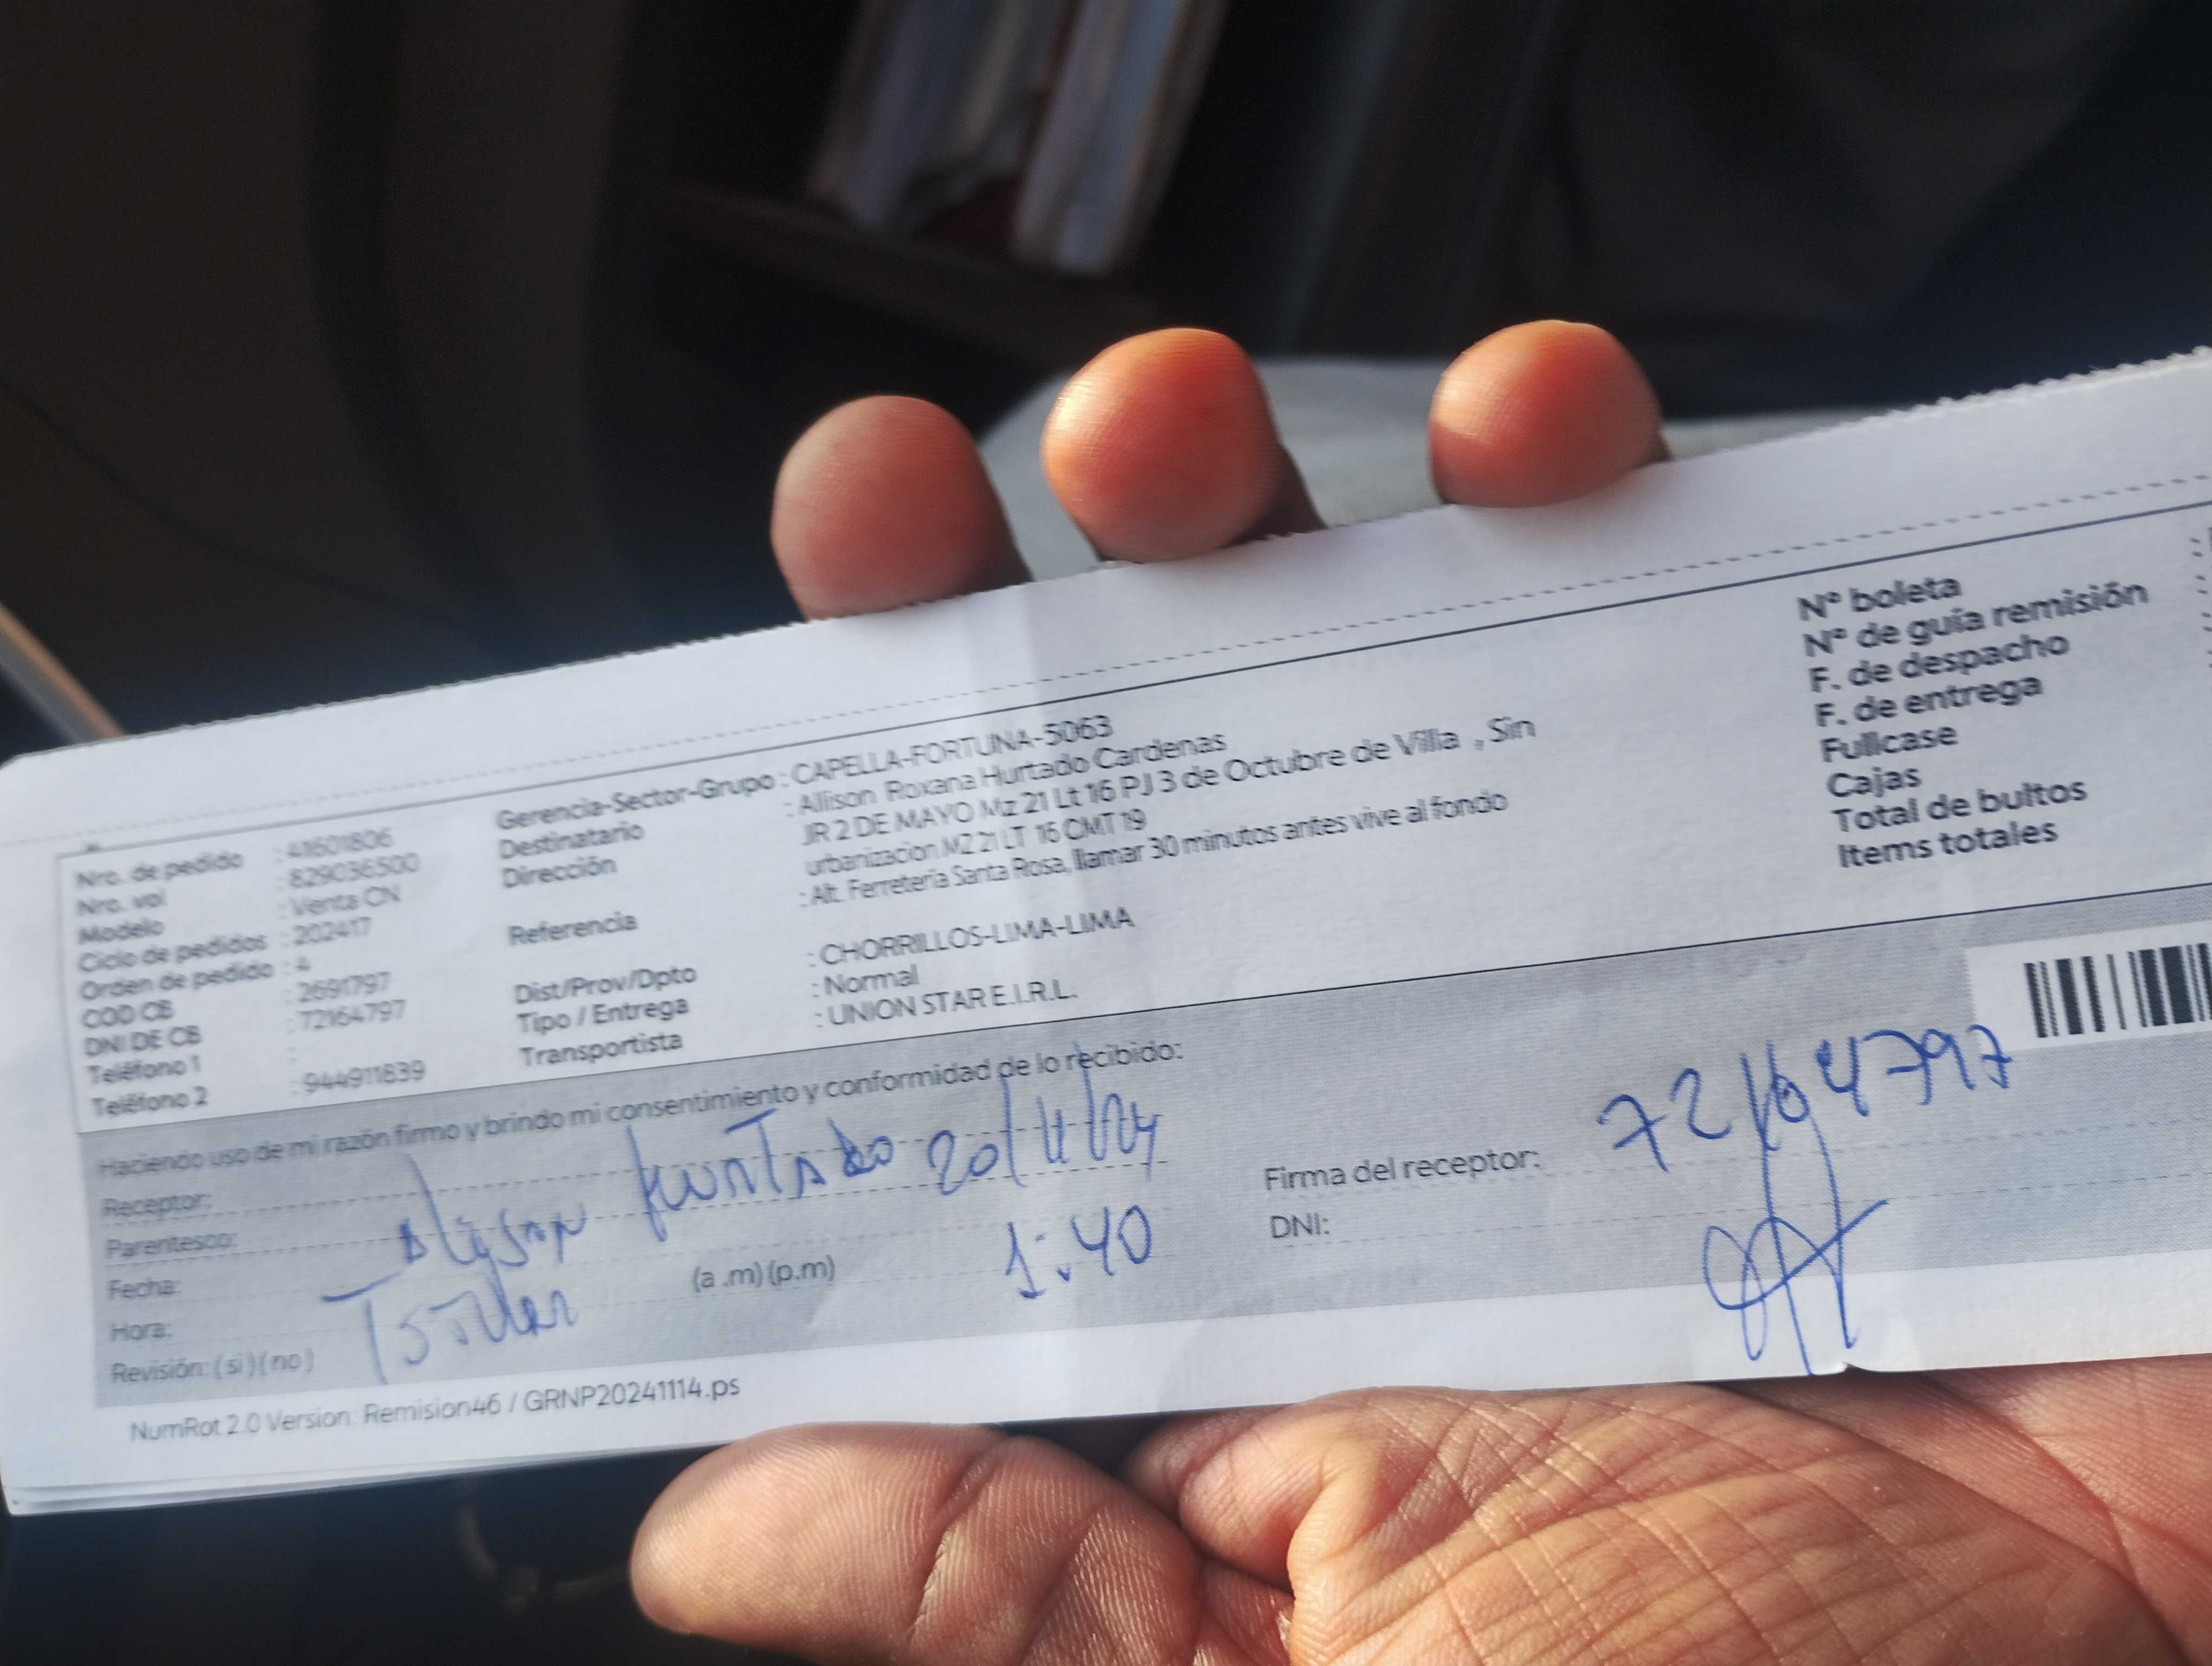 Nro. de pedido : 41601806
Nro. vol : 829036500
Modelo : Venta CN
Ciclo de pedidos : 202417
Orden de pedido : 4
COD CB : 2691797
DNI DE CB : 72164797
Teléfono 1 :
Teléfono 2 : 944911839
Gerencia-Sector-Grupo : CAPELLA-FORTUNA-5063
Destinatario : Allison Roxana Hurtado Cardenas
Dirección JR 2 DE MAYO Mz 21 Lt 16 PJ 3 de Octubre de Villa , Sin
urbanizacion MZ 21 LT 16 CMT 19
Referencia : Alt. Ferretería Santa Rosa, llamar 30 minutos antes vive al fondo
Dist/Prov/Dpto : CHORRILLOS-LIMA-LIMA
Tipo / Entrega : Normal
Transportista : UNION STAR E.I.R.L.
N° boleta
N° de guía remisión
F. de despacho
F. de entrega
Fullcase
Cajas
Total de bultos
Items totales
Haciendo uso de mi razón firmo y brindo mi consentimiento y conformidad de lo recibido:
Receptor:
Parentesco:
Fecha:
Hora: (a .m) (p.m)
Revisión: ( si ) ( no )
Hurtado 20/11/24
1:40
Firma del receptor: 72164797
DNI:
NumRot 2.0 Version: Remision46 / GRNP20241114.ps